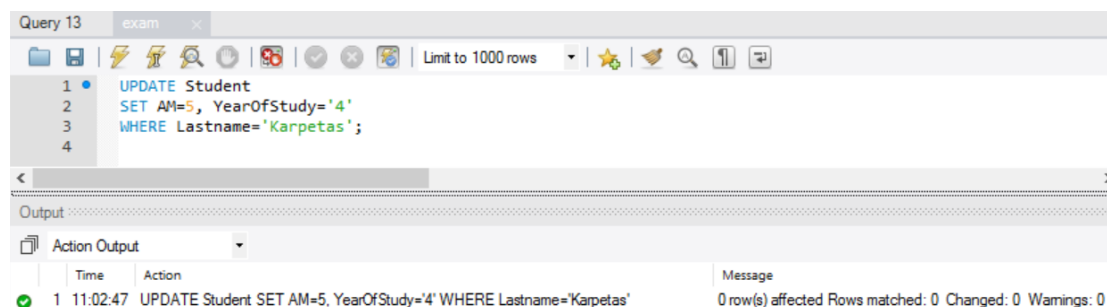 Query 13 exam ×
Limit to 1000 rows
1 UPDATE Student
2 SET AM=5, YearOfStudy='4'
3 WHERE Lastname='Karpetas';
4
Output
Action Output
Time Action Message
1 11:02:47 UPDATE Student SET AM=5, YearOfStudy='4' WHERE Lastname='Karpetas' 0 row(s) affected Rows matched: 0 Changed: 0 Warnings: 0